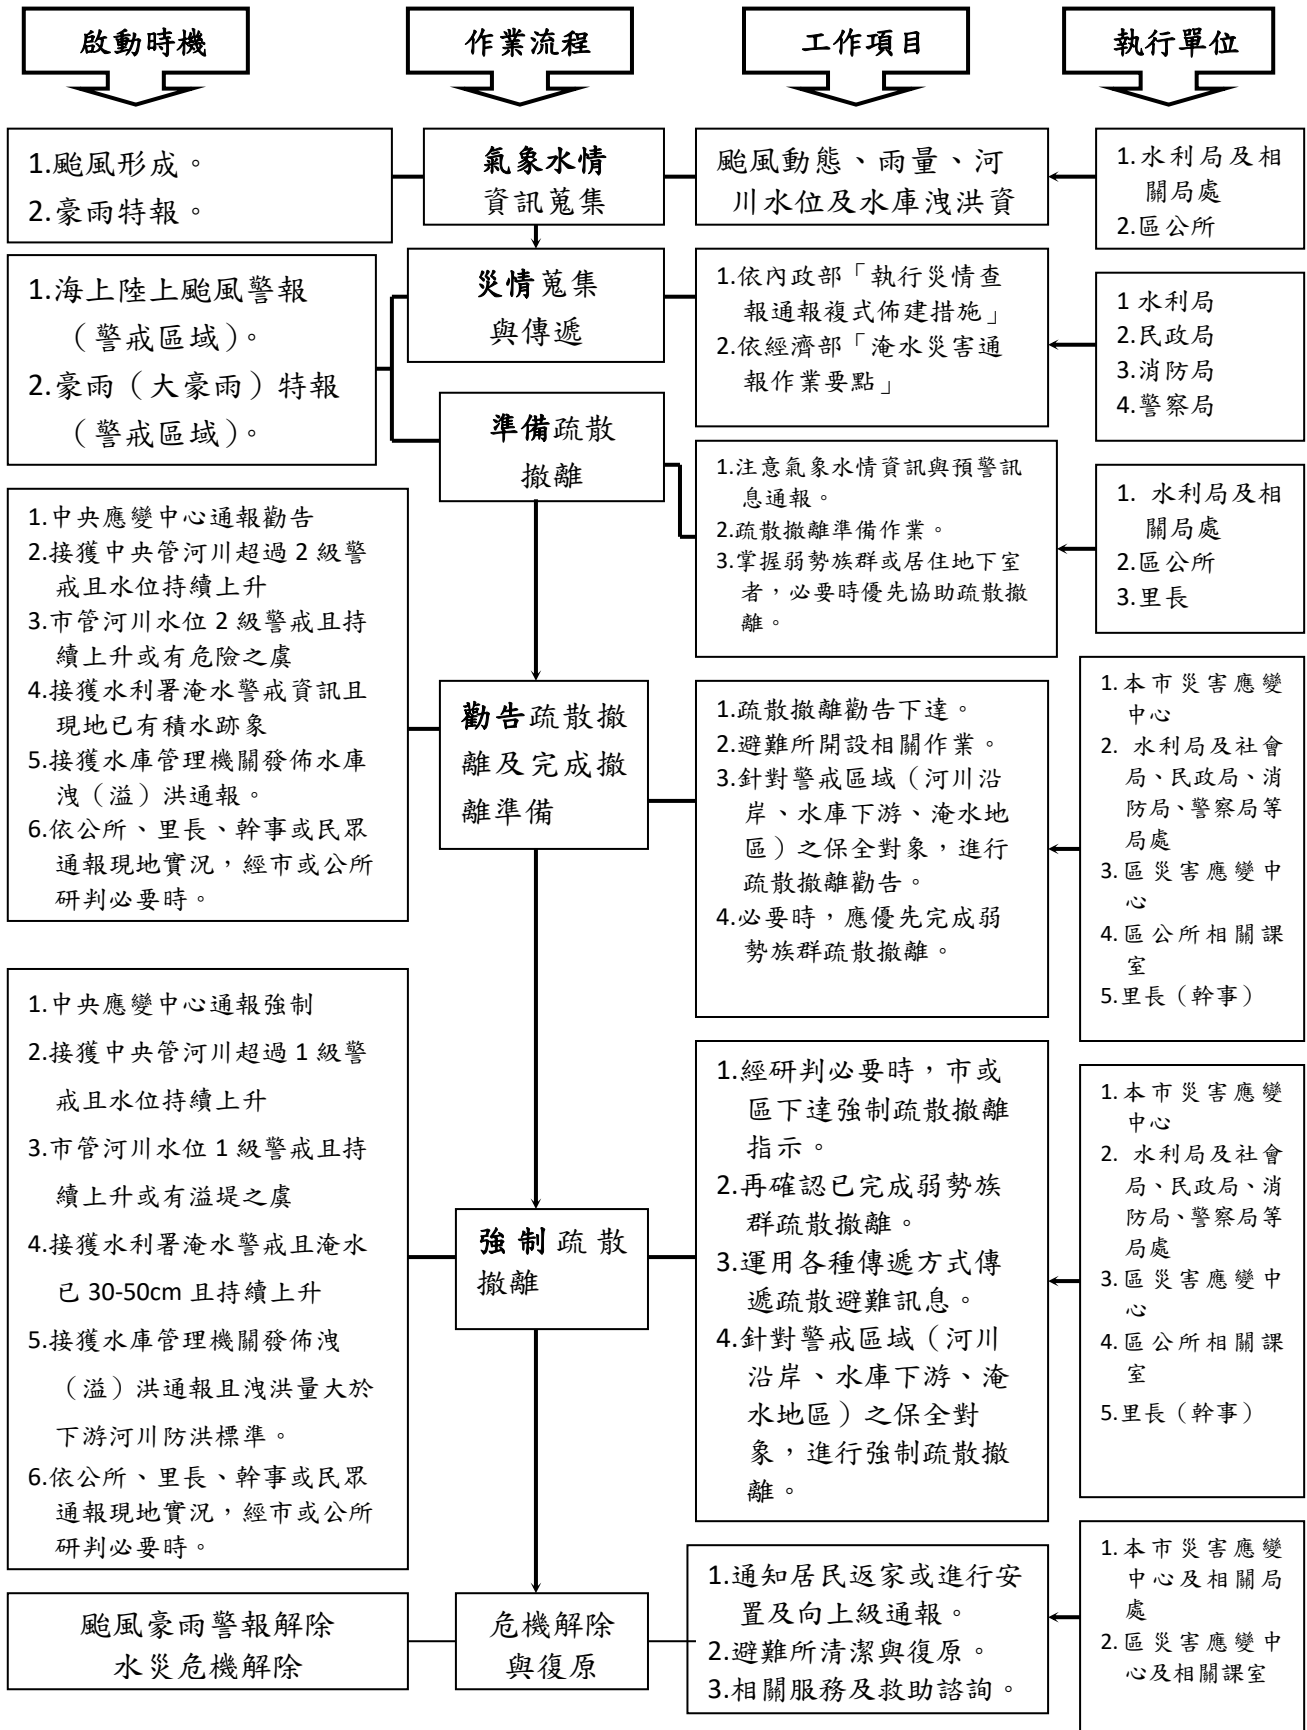 啟動時機
作業流程
工作項目
執行單位
1.颱風形成。
2.豪雨特報。
氣象水情
資訊蒐集
颱風動態、雨量、河
川水位及水庫洩洪資
1.水利局及相
關局處
2.區公所
1.海上陸上颱風警報
（警戒區域）。
2.豪雨（大豪雨）特報
（警戒區域）。
災情蒐集
與傳遞
1.依內政部「執行災情查
報通報複式佈建措施」
2.依經濟部「淹水災害通
報作業要點」
1 水利局
2.民政局
3.消防局
4.警察局
準備疏散
撤離
1.注意氣象水情資訊與預警訊
息通報。
2.疏散撤離準備作業。
3.掌握弱勢族群或居住地下室
者，必要時優先協助疏散撤
離。
1. 水利局及相
關局處
2.區公所
3.里長
1.中央應變中心通報勸告
2.接獲中央管河川超過 2 級警
戒且水位持續上升
3.市管河川水位 2 級警戒且持
續上升或有危險之虞
4.接獲水利署淹水警戒資訊且
現地已有積水跡象
5.接獲水庫管理機關發佈水庫
洩（溢）洪通報。
6.依公所、里長、幹事或民眾
通報現地實況，經市或公所
研判必要時。
勸告疏散撤
離及完成撤
離準備
1.疏散撤離勸告下達。
2.避難所開設相關作業。
3.針對警戒區域（河川沿
岸、水庫下游、淹水地
區）之保全對象，進行
疏散撤離勸告。
4.必要時，應優先完成弱
勢族群疏散撤離。
1.本市災害應變
中心
2. 水利局及社會
局、民政局、消
防局、警察局等
局處
3.區災害應變中
心
4.區公所相關課
室
5.里長（幹事）
1.中央應變中心通報強制
2.接獲中央管河川超過 1 級警
戒且水位持續上升
3.市管河川水位 1 級警戒且持
續上升或有溢堤之虞
4.接獲水利署淹水警戒且淹水
已 30-50cm 且持續上升
5.接獲水庫管理機關發佈洩
（溢）洪通報且洩洪量大於
下游河川防洪標準。
6.依公所、里長、幹事或民眾
通報現地實況，經市或公所
研判必要時。
強制疏散
撤離
1.經研判必要時，市或
區下達強制疏散撤離
指示。
2.再確認已完成弱勢族
群疏散撤離。
3.運用各種傳遞方式傳
遞疏散避難訊息。
4.針對警戒區域（河川
沿岸、水庫下游、淹
水地區）之保全對
象，進行強制疏散撤
離。
1.本市災害應變
中心
2. 水利局及社會
局、民政局、消
防局、警察局等
局處
3.區災害應變中
心
4.區公所相關課
室
5.里長（幹事）
颱風豪雨警報解除
水災危機解除
危機解除
與復原
1.通知居民返家或進行安
置及向上級通報。
2.避難所清潔與復原。
3.相關服務及救助諮詢。
1.本市災害應變
中心及相關局
處
2.區災害應變中
心及相關課室